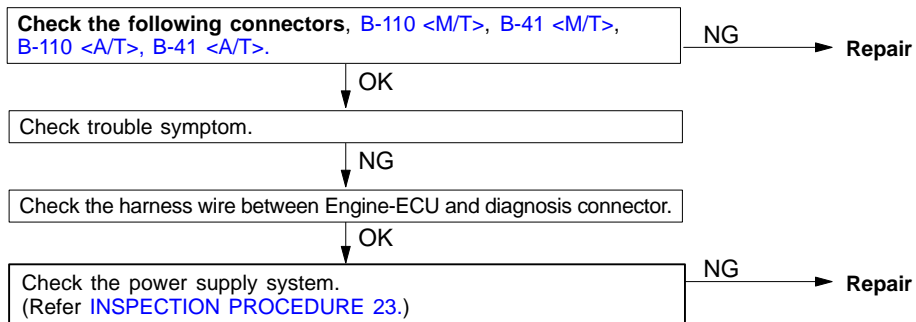 Check the following connectors, B-110 <M/T>, B-41 <M/T>,
B-110 <A/T>, B-41 <A/T>.
NG
Repair
OK
Check trouble symptom.
NG
Check the harness wire between Engine-ECU and diagnosis connector.
OK
Check the power supply system.
(Refer INSPECTION PROCEDURE 23.)
NG
Repair